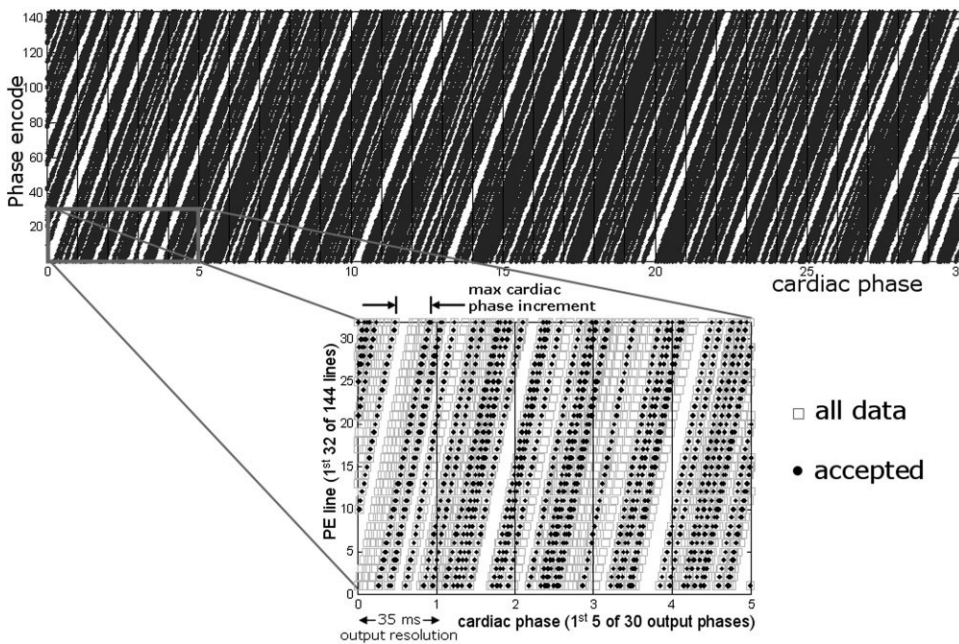 140
120
100
80
60
40
20
Phase encode
0 5 10 15 20 25 30
cardiac phase
max cardiac
phase increment
30
25
20
15
10
5
0
PE line (1st 32 of 144 lines)
0 1 2 3 4 5
35 ms
output resolution
cardiac phase (1st 5 of 30 output phases)
all data
accepted